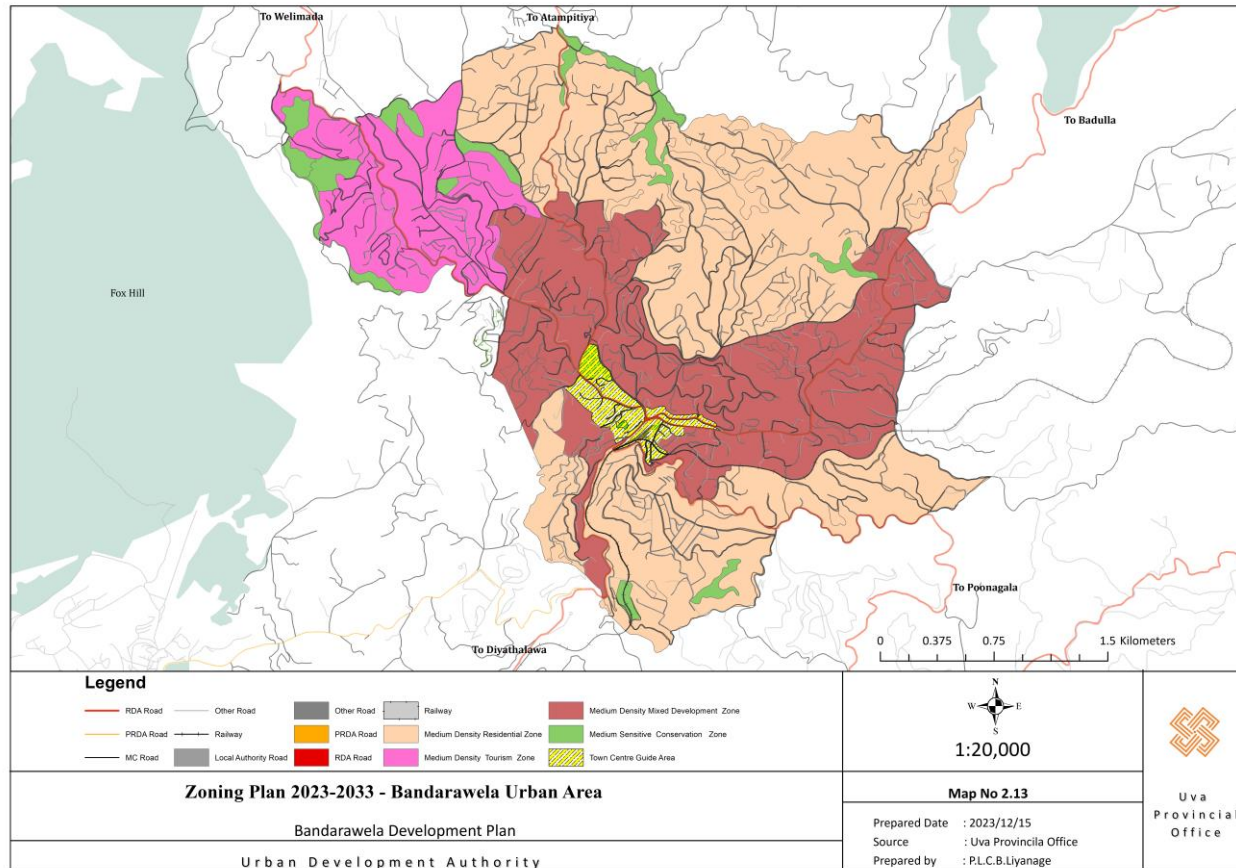 To Welimada
To Atampitiya
To Badulla
Fox Hill
To Poonagala
To Diyathalawa
0 0.375 0.75 1.5 Kilometers
Legend
RDA Road
PRDA Road
MC Road
Other Road
Railway
Local Authority Road
Other Road
PRDA Road
RDA Road
Railway
Medium Density Residential Zone
Medium Density Tourism Zone
Medium Density Mixed Development Zone
Medium Sensitive Conservation Zone
Town Centre Guide Area
N
W E
S
1:20,000
Zoning Plan 2023-2033 - Bandarawela Urban Area
Bandarawela Development Plan
Urban Development Authority
Map No 2.13
Prepared Date : 2023/12/15
Source : Uva Provincila Office
Prepared by : P.L.C.B.Liyanage
Uva
Provincial
Office